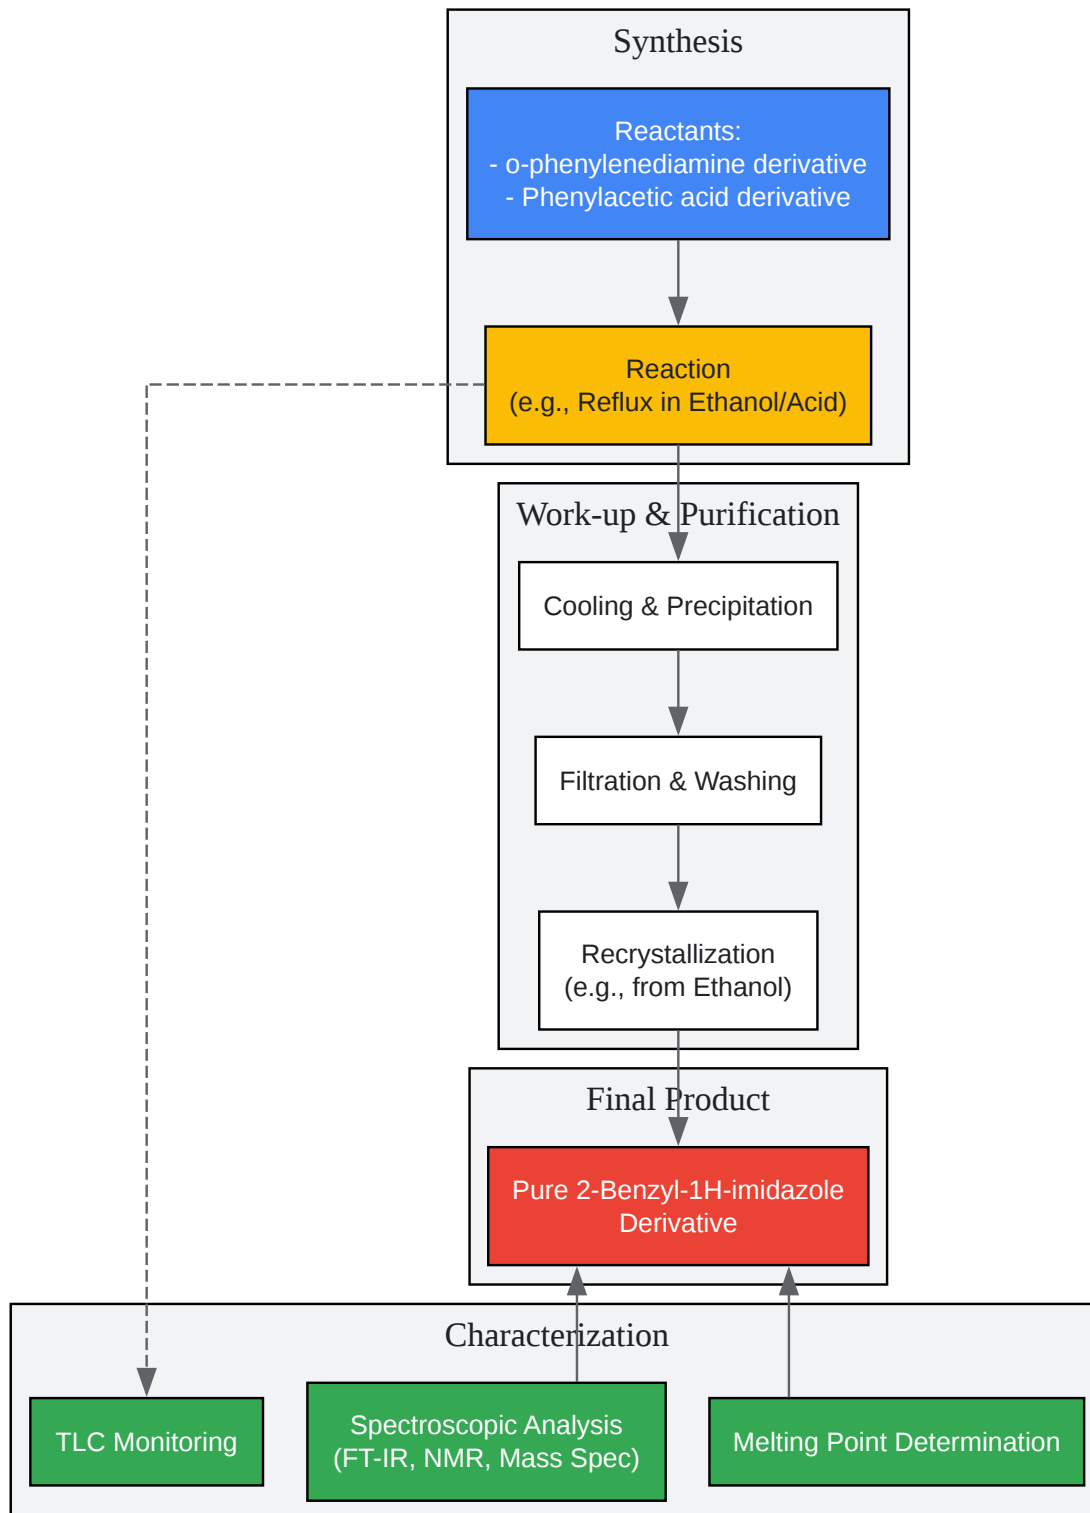 Synthesis
Reactants:
- o-phenylenediamine derivative
- Phenylacetic acid derivative
Reaction
(e.g., Reflux in Ethanol/Acid)
Work-up & Purification
Cooling & Precipitation
Filtration & Washing
Recrystallization
(e.g., from Ethanol)
Final Product
Pure 2-Benzyl-1H-imidazole
Derivative
Characterization
TLC Monitoring
Spectroscopic Analysis
(FT-IR, NMR, Mass Spec)
Melting Point Determination